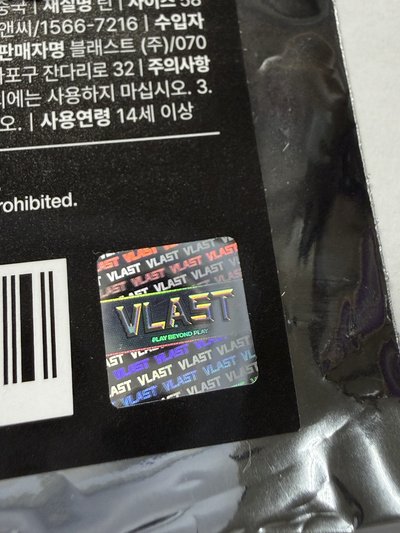 중국 | 재질명 틴 | 사이즈 58
앤씨/1566-7216 | 수입자
판매자명 블래스트 (주)/070
마포구 잔다리로 32 | 주의사항
에는 사용하지 마십시오. 3.
오. | 사용연령 14세 이상
rohibited.
VLAST VLAST
VLAST VLAST VLAST
VLAST VLAST
VLAST
PLAY BEYOND PLAY
VLAST VLAST
VLAST VLAST VLAST
VLAST VLAST